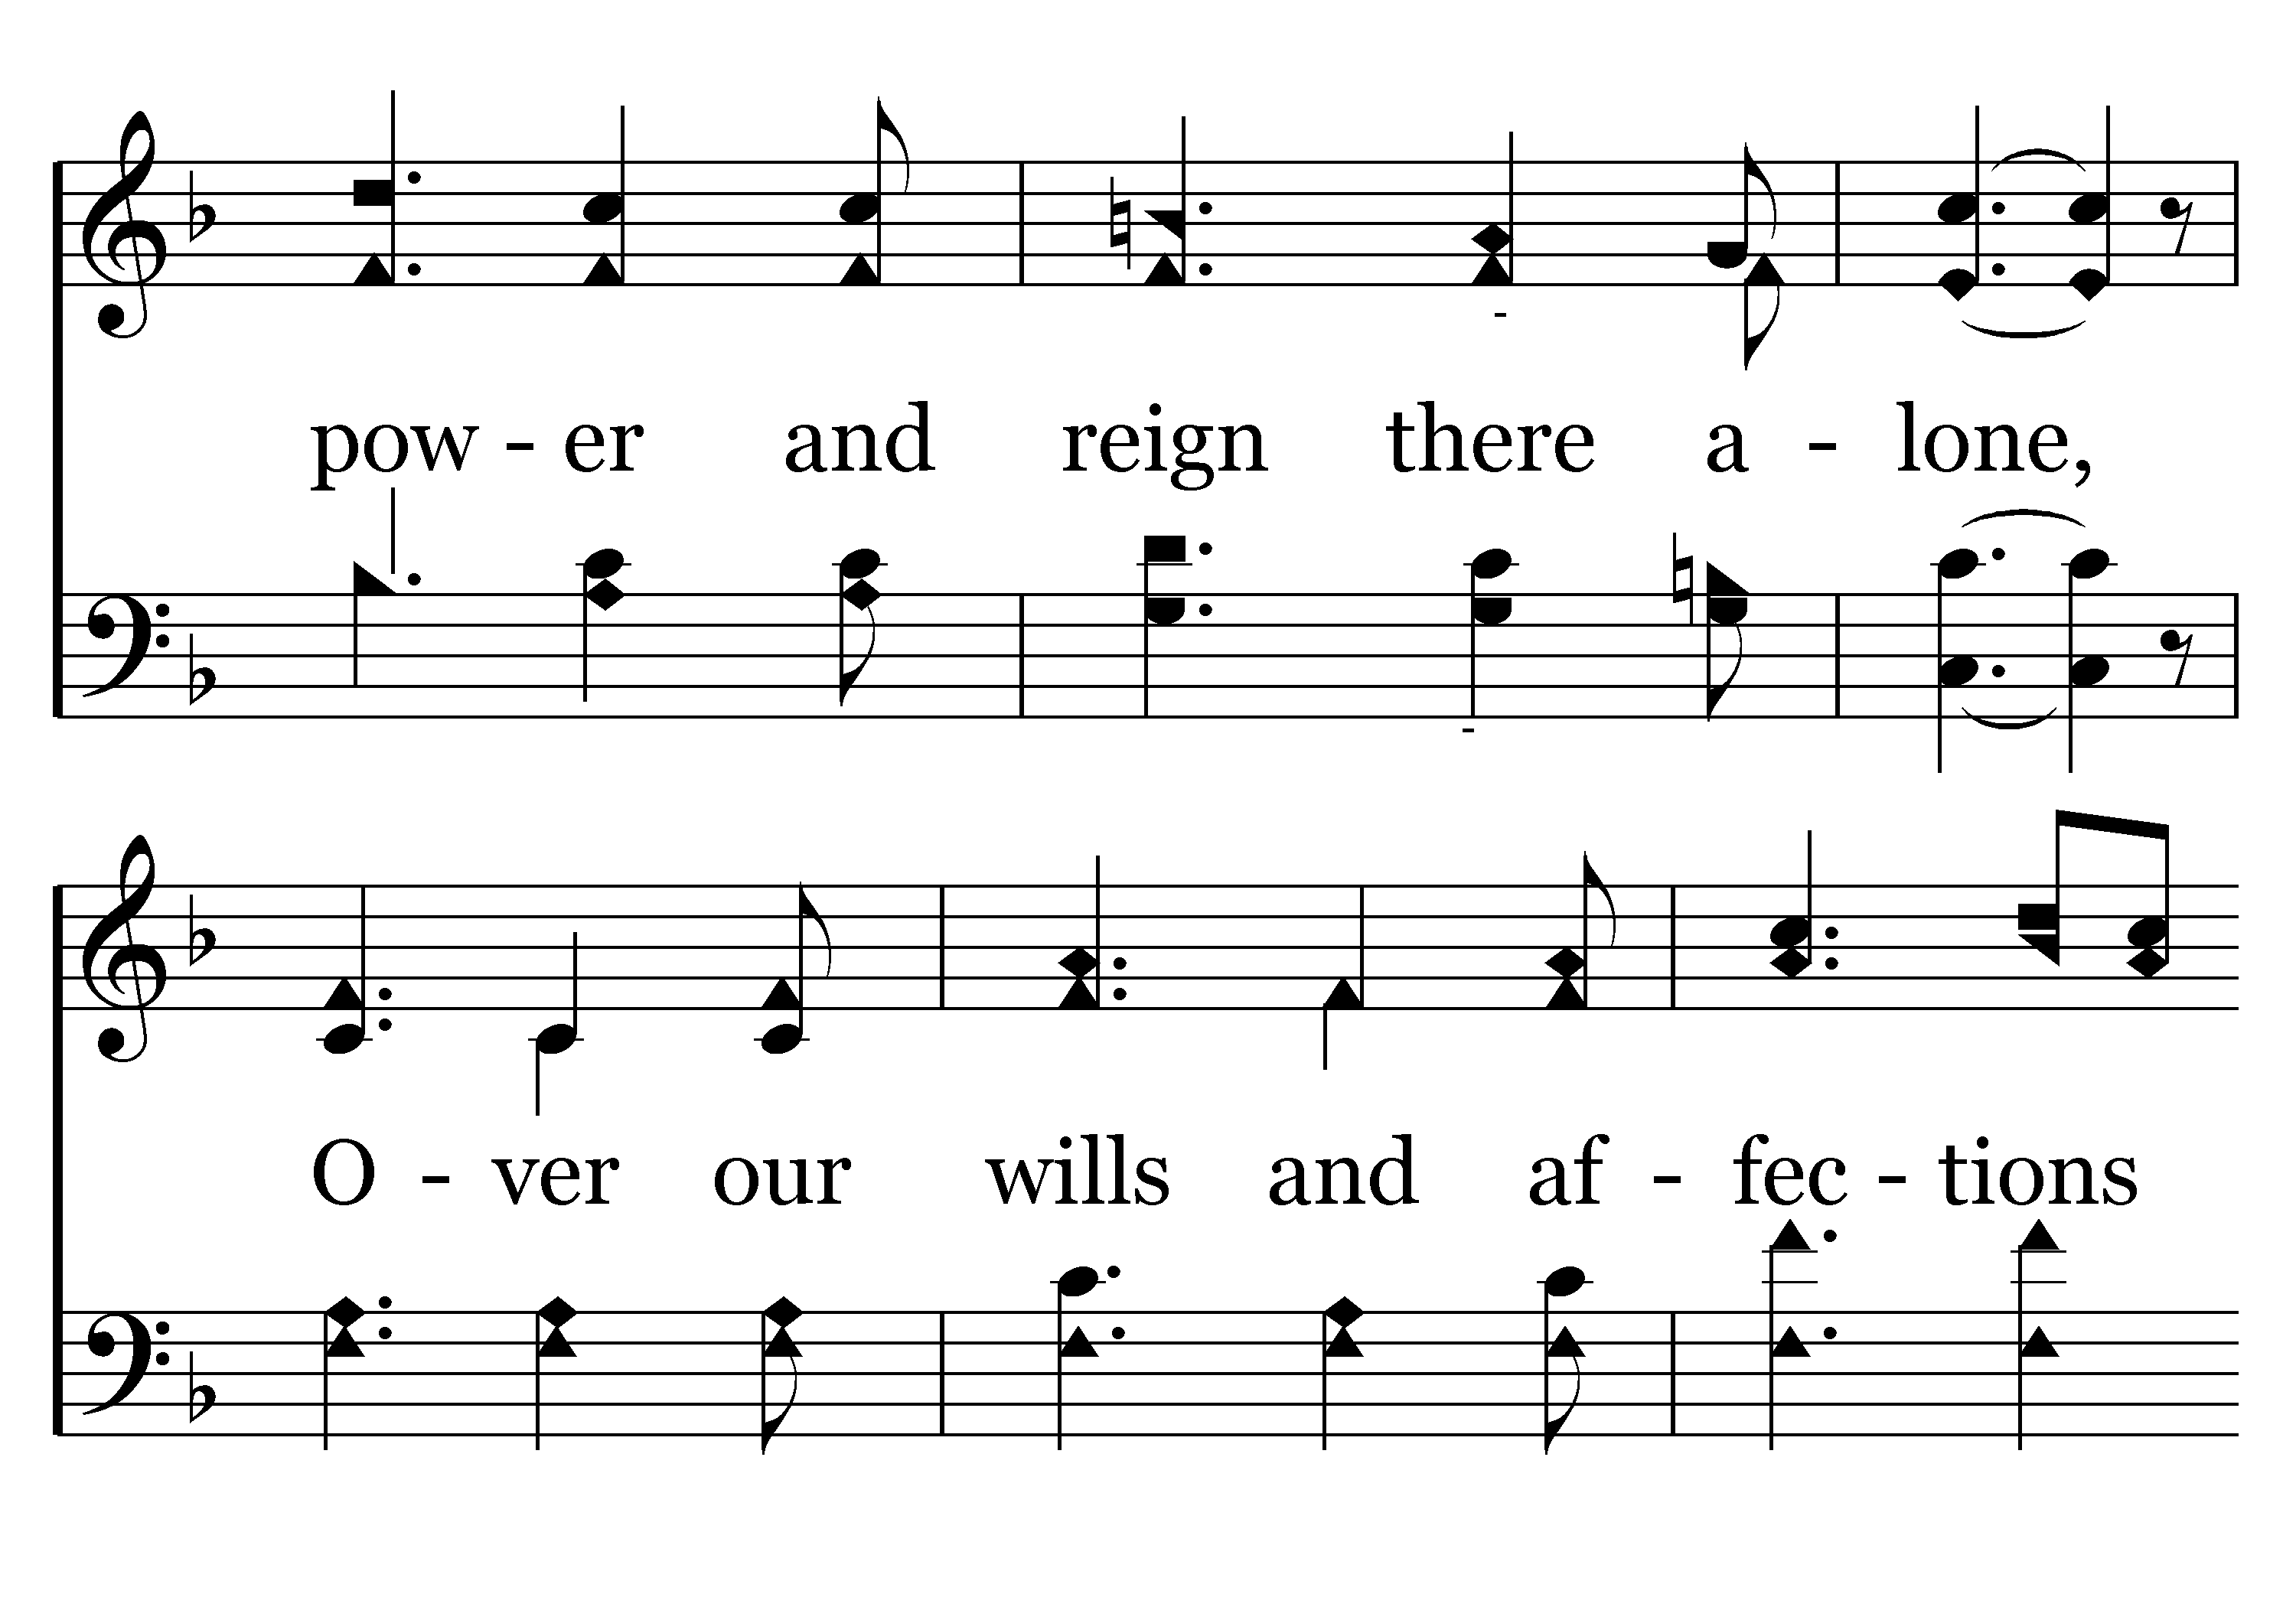 pow - er and reign there a - lone,
O - ver our wills and af - fec - tions